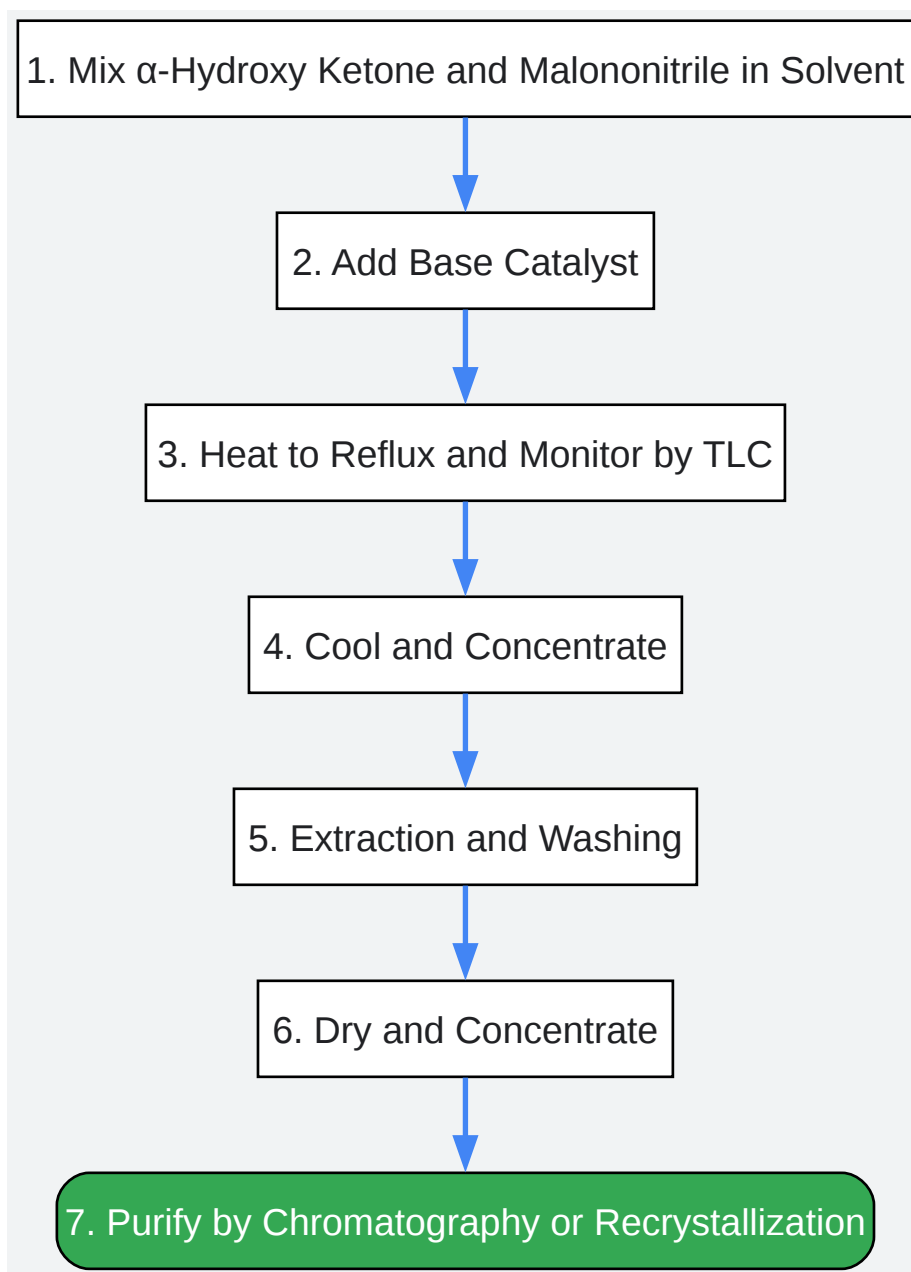 1. Mix α-Hydroxy Ketone and Malononitrile in Solvent
2. Add Base Catalyst
3. Heat to Reflux and Monitor by TLC
4. Cool and Concentrate
5. Extraction and Washing
6. Dry and Concentrate
7. Purify by Chromatography or Recrystallization